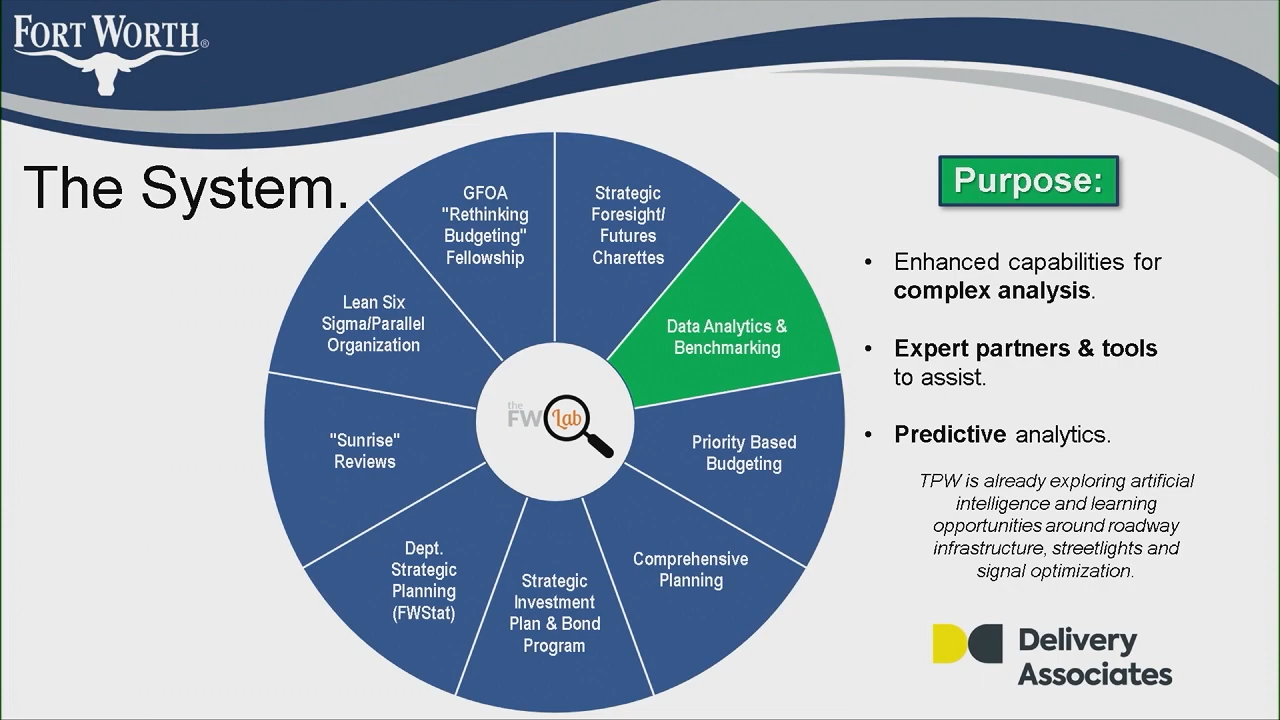 FORT WORTH®
The System.
GFOA
"Rethinking
Budgeting"
Fellowship
Strategic
Foresight/
Futures
Charettes
Data Analytics &
Benchmarking
Priority Based
Budgeting
Comprehensive
Planning
Strategic
Investment
Plan & Bond
Program
Dept.
Strategic
Planning
(FWStat)
"Sunrise"
Reviews
Lean Six
Sigma/Parallel
Organization
the
FW Lab
Purpose:
• Enhanced capabilities for
complex analysis.
• Expert partners & tools
to assist.
• Predictive analytics.
TPW is already exploring artificial
intelligence and learning
opportunities around roadway
infrastructure, streetlights and
signal optimization.
Delivery
Associates